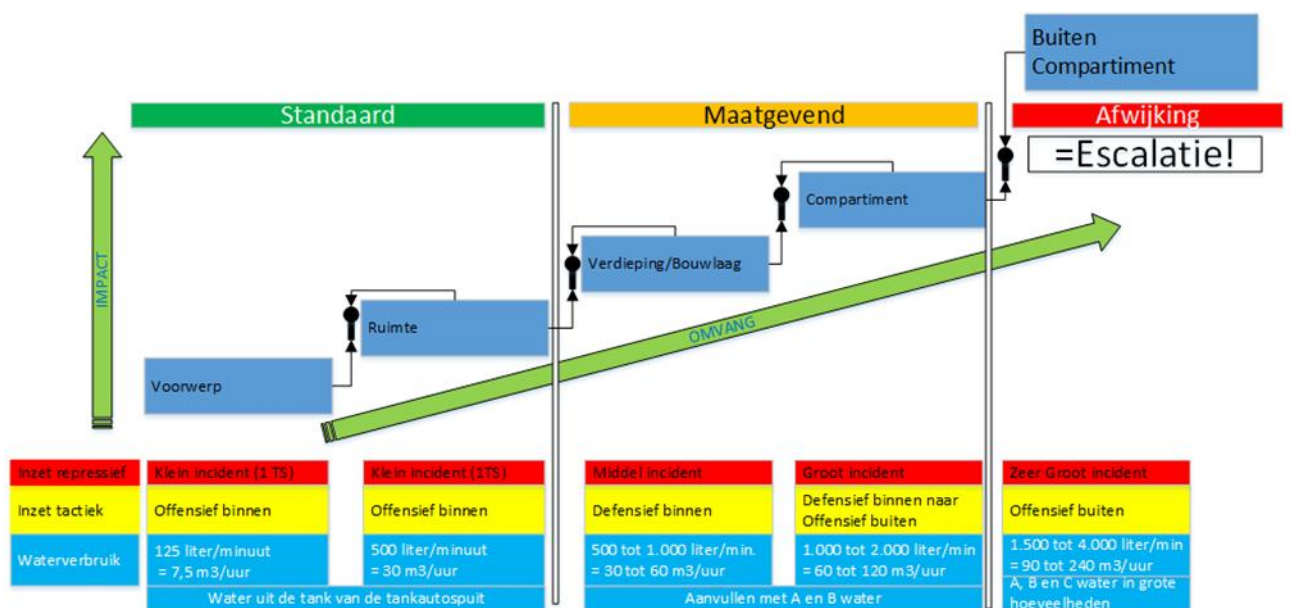 Buiten
Compartiment
Standaard
Maatgevend
Afwijking
=Escalatie!
IMPACT
Compartiment
Verdieping/Bouwlaag
Ruimte
OMVANG
Voorwerp
Inzet repressief
Klein incident (1 TS)
Klein incident (1TS)
Middel incident
Groot incident
Zeer Groot incident
Inzet tactiek
Offensief binnen
Offensief binnen
Defensief binnen
Defensief binnen naar
Offensief buiten
Offensief buiten
Waterverbruik
125 liter/minuut
= 7,5 m3/uur
500 liter/minuut
= 30 m3/uur
500 tot 1.000 liter/min.
= 30 tot 60 m3/uur
1.000 tot 2.000 liter/min
= 60 tot 120 m3/uur
1.500 tot 4.000 liter/min
= 90 tot 240 m3/uur
Water uit de tank van de tankautospuit
Aanvullen met A en B water
A, B en C water in grote
hoeveelheden